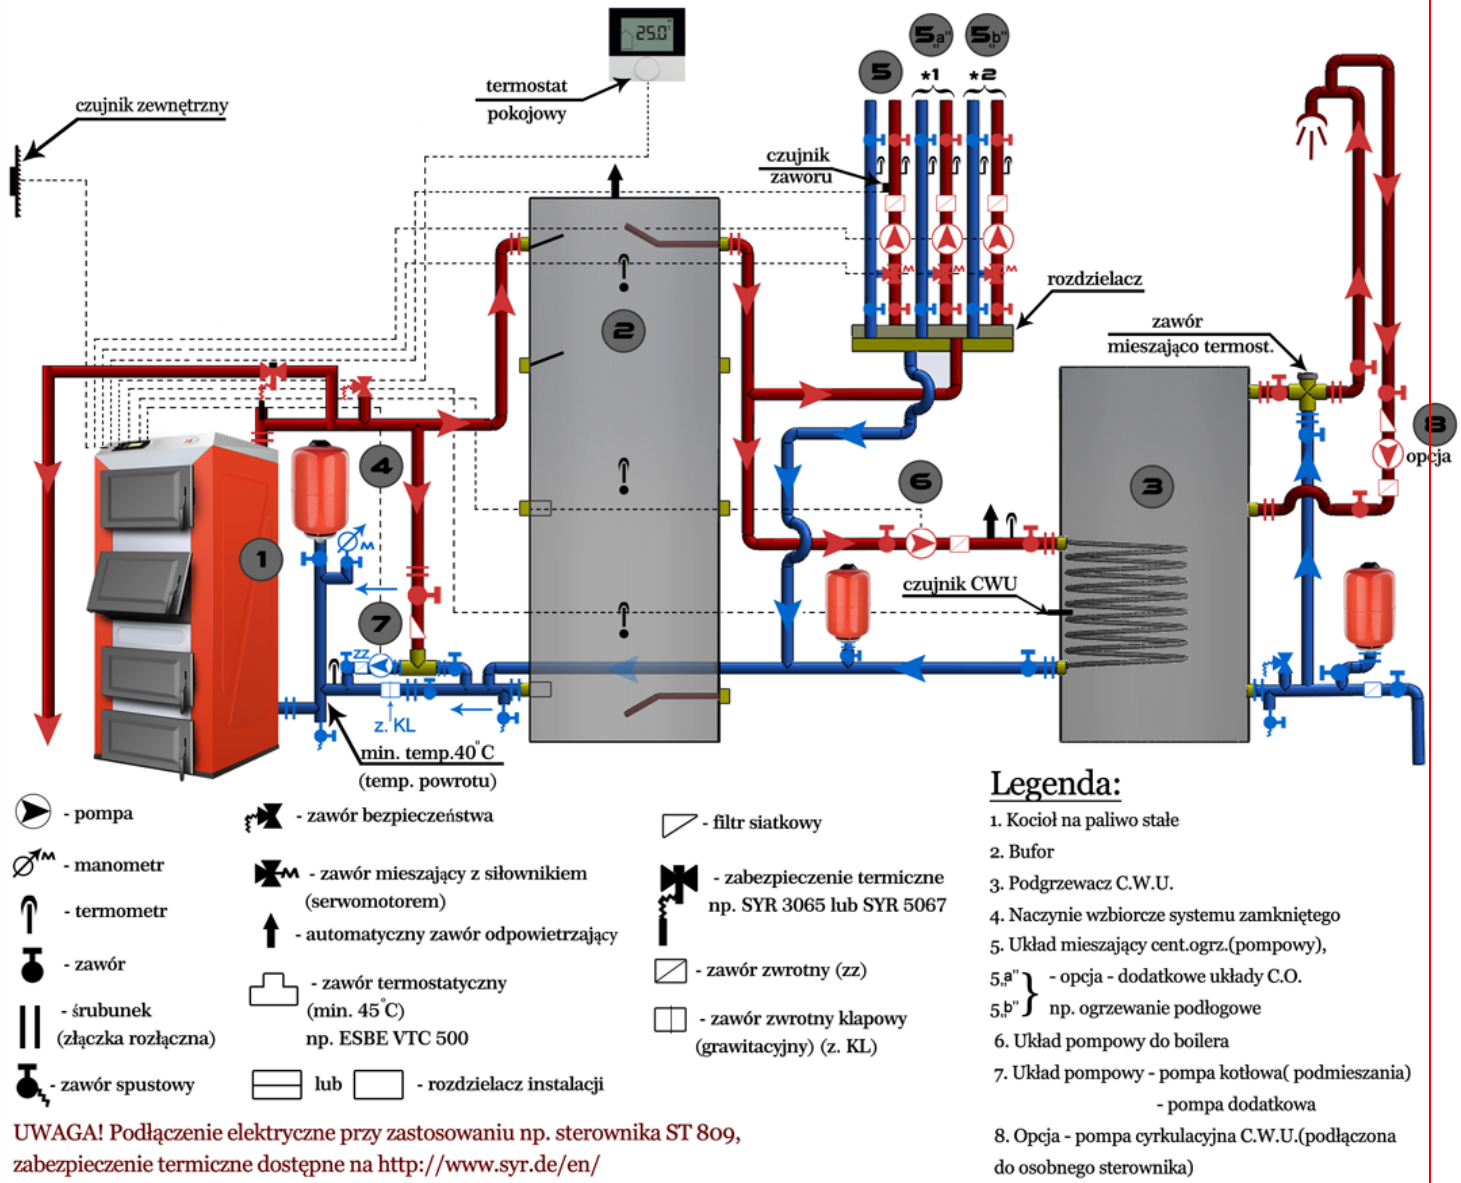 25.0°
5
5„a"
5„b"
*1
*2
termostat
pokojowy
czujnik zewnętrzny
czujnik
zaworu
rozdzielacz
zawór
mieszająco termost.
2
4
6
3
8
opcja
1
M
7
zz
czujnik CWU
z. KL
min. temp.40°C
(temp. powrotu)
- pompa
- manometr
- termometr
- zawór
- śrubunek
(złączka rozłączna)
- zawór spustowy
- zawór bezpieczeństwa
- zawór mieszający z siłownikiem
(serwomotorem)
- automatyczny zawór odpowietrzający
- zawór termostatyczny
(min. 45°C)
np. ESBE VTC 500
lub
- rozdzielacz instalacji
- filtr siatkowy
- zabezpieczenie termiczne
np. SYR 3065 lub SYR 5067
- zawór zwrotny (zz)
- zawór zwrotny klapowy
(grawitacyjny) (z. KL)
Legenda:
1. Kocioł na paliwo stałe
2. Bufor
3. Podgrzewacz C.W.U.
4. Naczynie wzbiorcze systemu zamkniętego
5. Układ mieszający cent.ogrz.(pompowy),
5„a" } - opcja - dodatkowe układy C.O.
5„b" np. ogrzewanie podłogowe
6. Układ pompowy do boilera
7. Układ pompowy - pompa kotłowa( podmieszania)
- pompa dodatkowa
8. Opcja - pompa cyrkulacyjna C.W.U.(podłączona
do osobnego sterownika)
UWAGA! Podłączenie elektryczne przy zastosowaniu np. sterownika ST 809,
zabezpieczenie termiczne dostępne na http://www.syr.de/en/